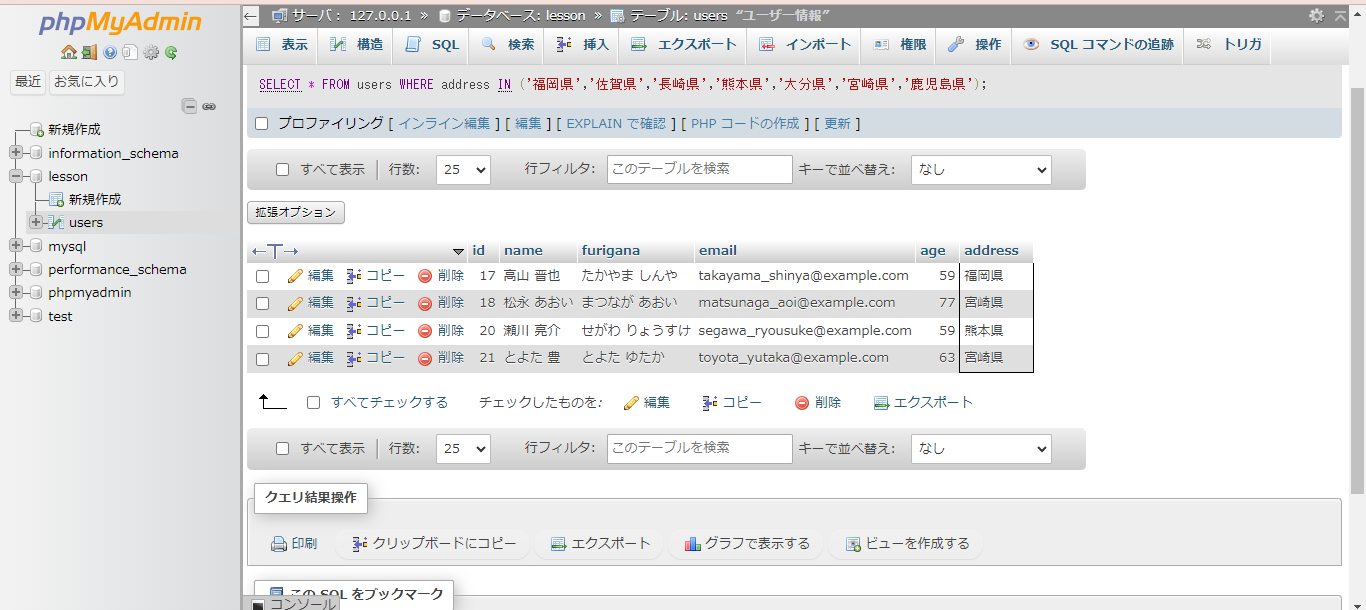 phpMyAdmin
最近 お気に入り
新規作成
information_schema
lesson
新規作成
users
mysql
performance_schema
phpmyadmin
test
サーバ: 127.0.0.1 » データベース: lesson » テーブル: users “ユーザー情報”
表示 構造 SQL 検索 挿入 エクスポート インポート 権限 操作 SQL コマンドの追跡 トリガ
SELECT * FROM users WHERE address IN ('福岡県','佐賀県','長崎県','熊本県','大分県','宮崎県','鹿児島県');
プロファイリング [ インライン編集 ] [ 編集 ] [ EXPLAIN で確認 ] [ PHP コードの作成 ] [ 更新 ]
すべて表示 行数: 25 行フィルタ: このテーブルを検索 キーで並べ替え: なし
拡張オプション
←T→ id name furigana email age address
編集 コピー 削除 17 高山 晋也 たかやま しんや takayama_shinya@example.com 59 福岡県
編集 コピー 削除 18 松永 あおい まつなが あおい matsunaga_aoi@example.com 77 宮崎県
編集 コピー 削除 20 瀬川 亮介 せがわ りょうすけ segawa_ryousuke@example.com 59 熊本県
編集 コピー 削除 21 とよた 豊 とよた ゆたか toyota_yutaka@example.com 63 宮崎県
すべてチェックする チェックしたものを: 編集 コピー 削除 エクスポート
すべて表示 行数: 25 行フィルタ: このテーブルを検索 キーで並べ替え: なし
クエリ結果操作
印刷 クリップボードにコピー エクスポート グラフで表示する ビューを作成する
この SQL をブックマーク
コンソール